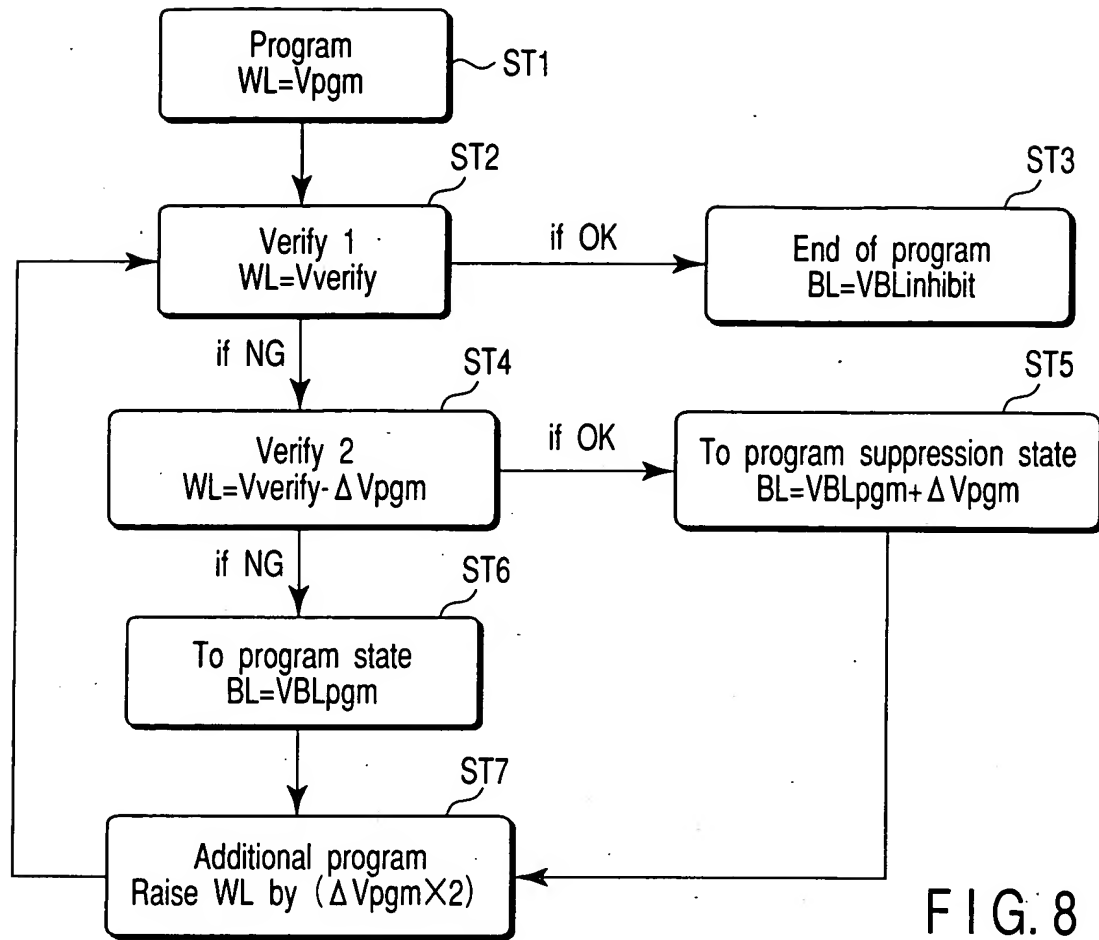 Program
WL=Vpgm
ST1
ST2
Verify 1
WL=Vverify
if OK
ST3
End of program
BL=VBLinhibit
if NG
ST4
Verify 2
WL=Vverify-ΔVpgm
if OK
ST5
To program suppression state
BL=VBLpgm+ΔVpgm
if NG
ST6
To program state
BL=VBLpgm
ST7
Additional program
Raise WL by (ΔVpgm×2)
FIG. 8